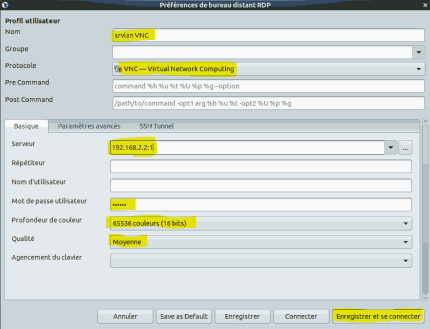 Préférences de bureau distant RDP
Profil utilisateur
Nom
srvlan VNC
Groupe
Protocole
VNC — Virtual Network Computing
Pre Command
command %h %u %t %U %p %g --option
Post Command
/path/to/command -opt1 arg %h %u %t -opt2 %U %p %g
Basique
Paramètres avancés
SSH Tunnel
Serveur
192.168.2.2:1
...
Répétiteur
Nom d'utilisateur
Mot de passe utilisateur
••••••
Profondeur de couleur
65536 couleurs (16 bits)
Qualité
Moyenne
Agencement du clavier
Annuler
Save as Default
Enregistrer
Connecter
Enregistrer et se connecter